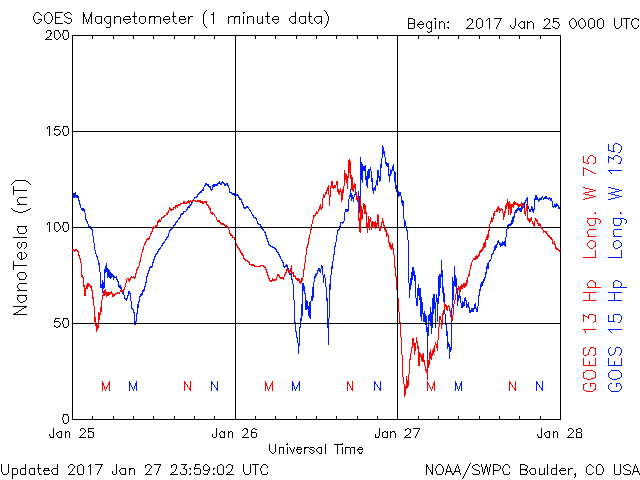 GOES Magnetometer (1 minute data)
Begin: 2017 Jan 25 0000 UTC
200
150
100
50
0
NanoTesla (nT)
M M N N M M N N M M N N
Jan 25 Jan 26 Jan 27 Jan 28
Universal Time
GOES 13 Hp Long. W 75
GOES 15 Hp Long. W 135
Updated 2017 Jan 27 23:59:02 UTC
NOAA/SWPC Boulder, CO USA